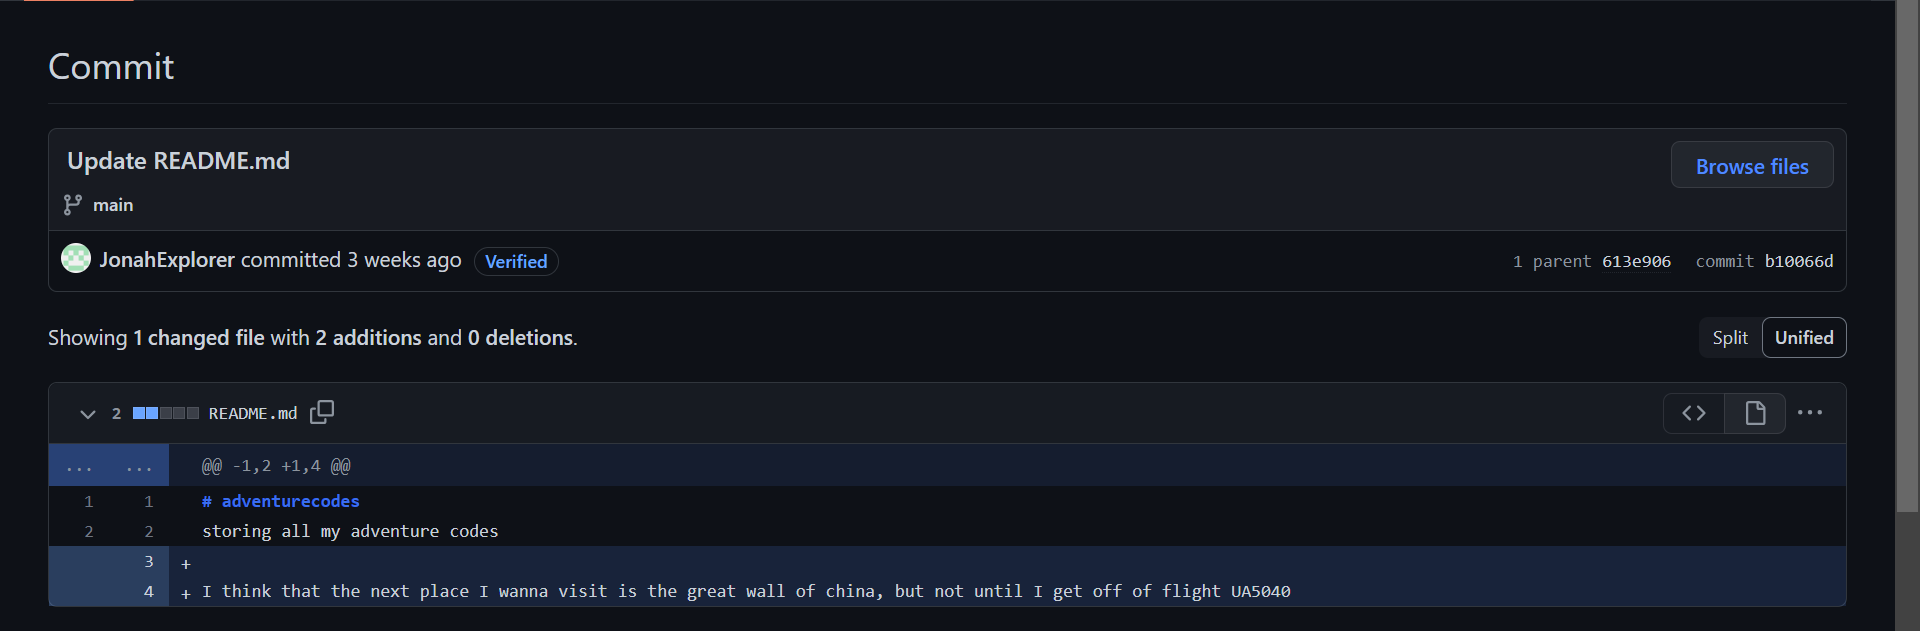 Commit
Update README.md
Browse files
main
JonahExplorer committed 3 weeks ago Verified 1 parent 613e906 commit b10066d
Showing 1 changed file with 2 additions and 0 deletions.
Split Unified
2 README.md
... ... @@ -1,2 +1,4 @@
1 1 # adventurecodes
2 2 storing all my adventure codes
3 +
4 + I think that the next place I wanna visit is the great wall of china, but not until I get off of flight UA5040